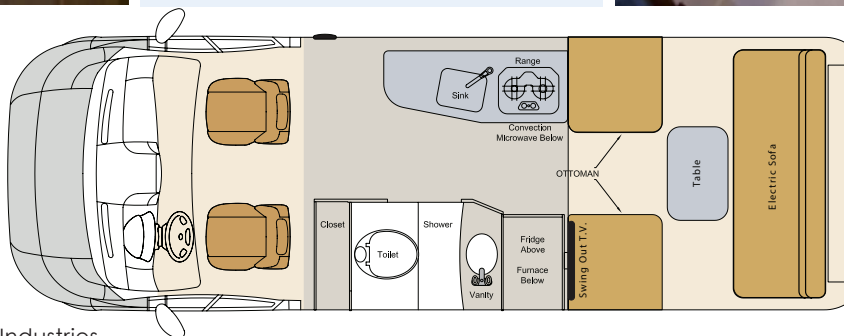 Range
Sink
Convection
Microwave Below
OTTOMAN
Table
Electric Sofa
Closet
Toilet
Shower
Vanity
Fridge
Above
Furnace
Below
Swing Out T.V.
Industries